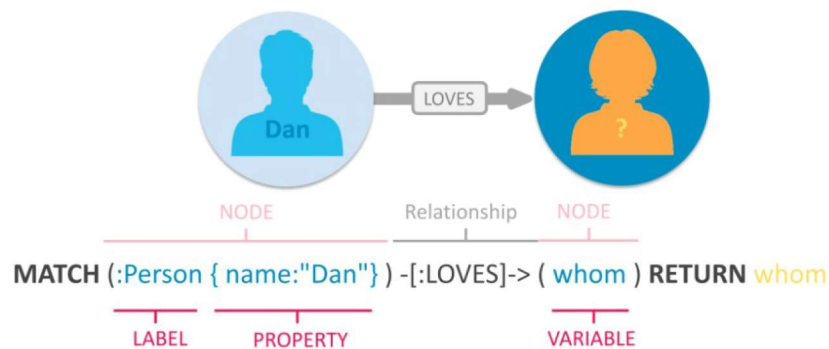 Dan
LOVES
?
NODE Relationship NODE
MATCH (:Person { name:"Dan"} ) -[:LOVES]-> ( whom ) RETURN whom
LABEL PROPERTY VARIABLE